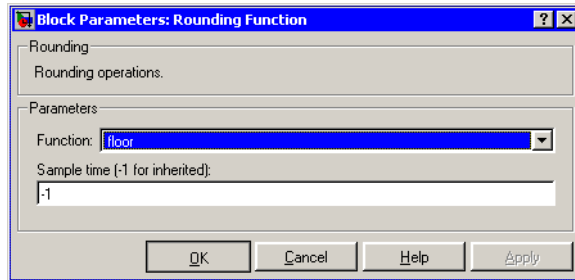 Block Parameters: Rounding Function
Rounding
Rounding operations.
Parameters
Function: floor
Sample time (-1 for inherited):
-1
OK Cancel Help Apply